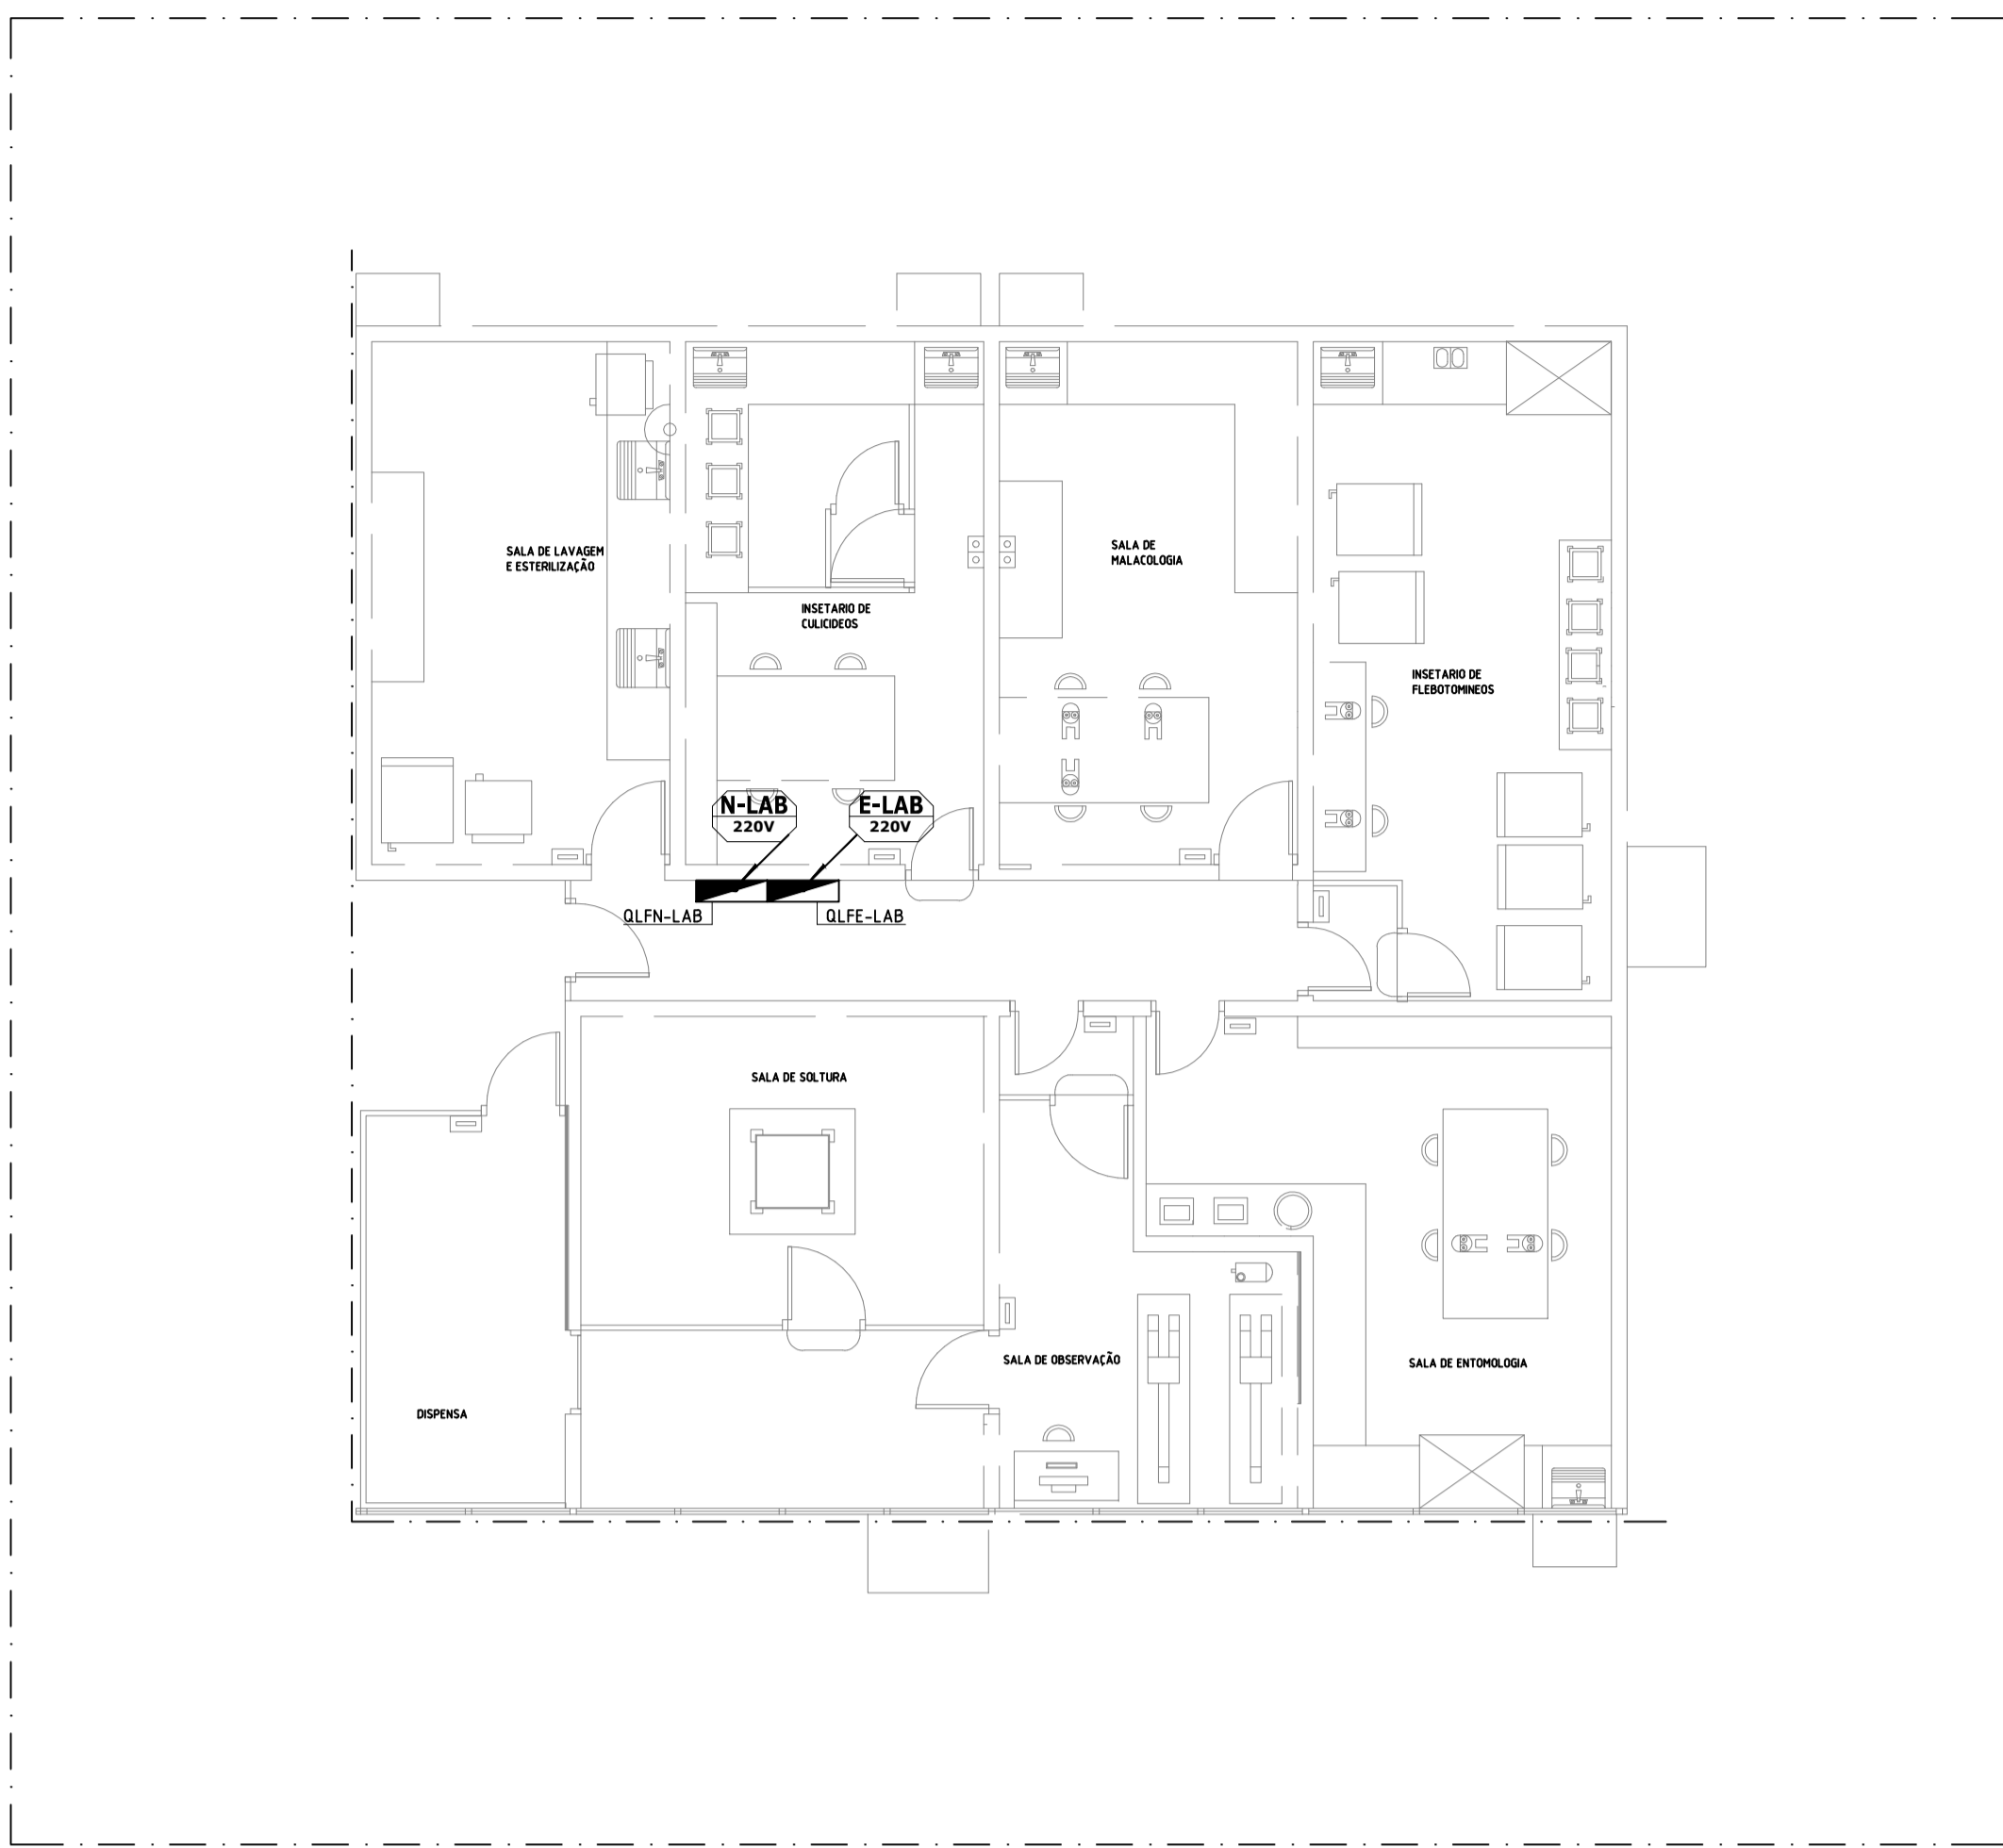 SALA DE LAVAGEM
E ESTERILIZAÇÃO
SALA DE
MALACOLOGIA
INSETARIO DE
CULICIDEOS
INSETARIO DE
FLEBOTOMINEOS
N-LAB
220V
E-LAB
220V
QLFN-LAB
QLFE-LAB
SALA DE SOLTURA
SALA DE OBSERVAÇÃO
SALA DE ENTOMOLOGIA
DISPENSA